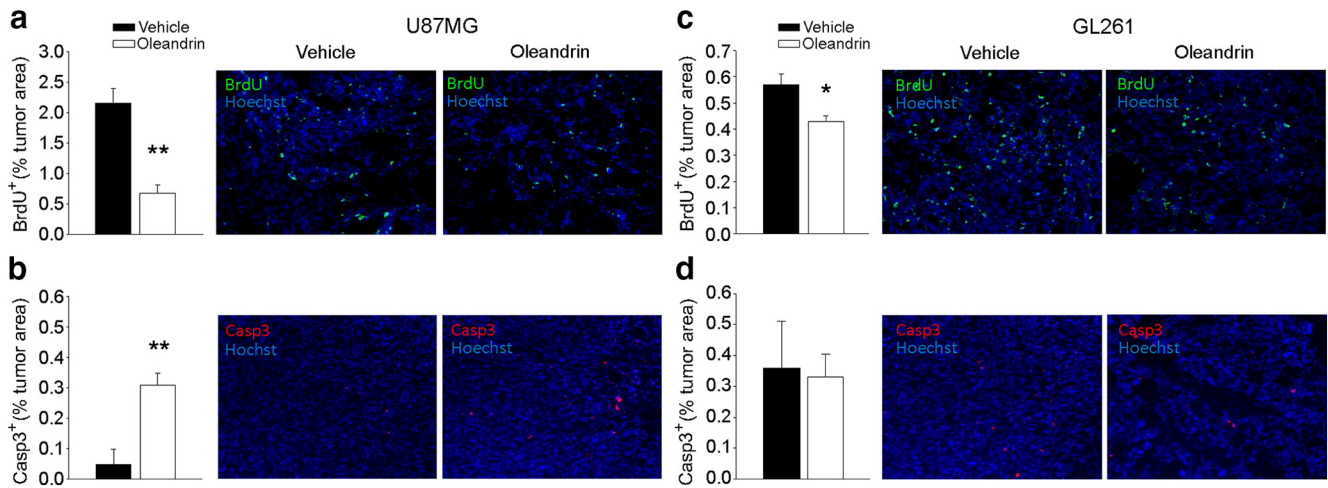 a
U87MG
Vehicle
Oleandrin
Vehicle
Oleandrin
BrdU⁺ (% tumor area)
3.0
2.5
2.0
1.5
1.0
0.5
0.0
**
BrdU
Hoechst
BrdU
Hoechst
c
GL261
Vehicle
Oleandrin
Vehicle
Oleandrin
BrdU⁺ (% tumor area)
0.7
0.6
0.5
0.4
0.3
0.2
0.1
0.0
*
BrdU
Hoechst
BrdU
Hoechst
b
Casp3⁺ (% tumor area)
0.6
0.5
0.4
0.3
0.2
0.1
0.0
**
Casp3
Hochst
Casp3
Hochst
d
Casp3⁺ (% tumor area)
0.6
0.5
0.4
0.3
0.2
0.1
0.0
Casp3
Hoechst
Casp3
Hoechst